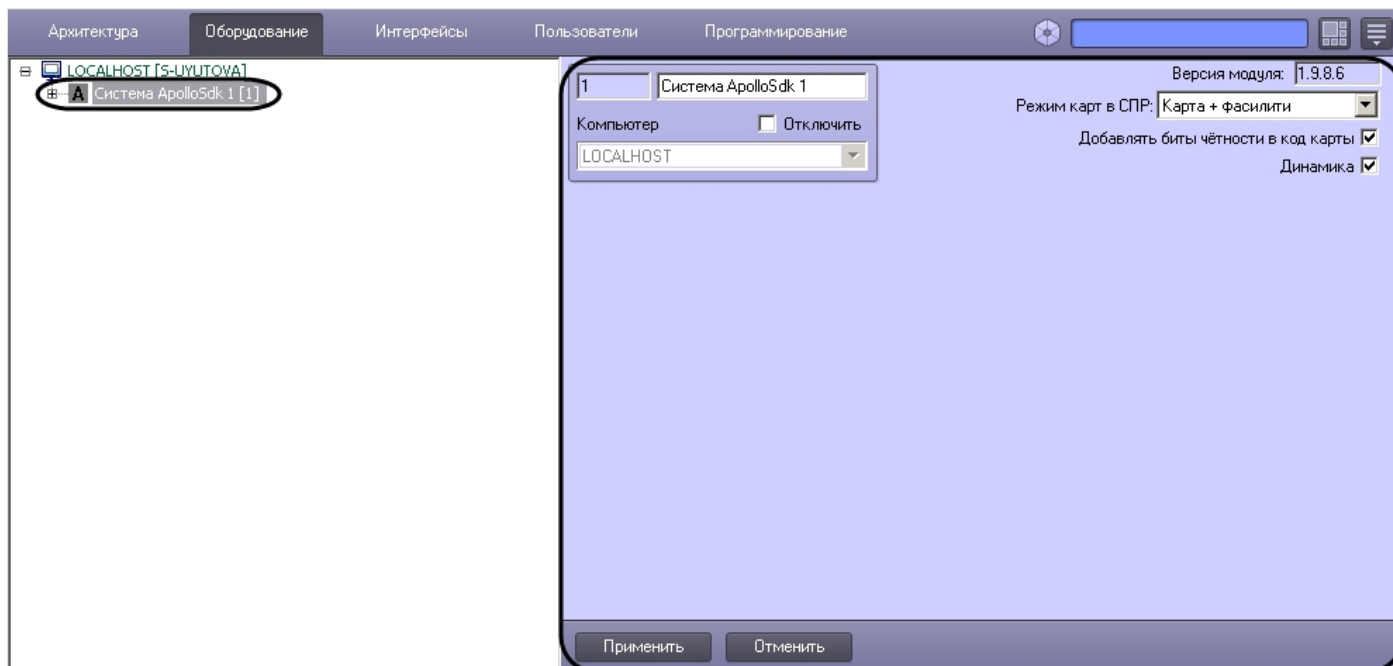 Архитектура Оборудование Интерфейсы Пользователи Программирование
LOCALHOST [S-UYUTOVA]
A Система ApolloSdk 1 [1]
1 Система ApolloSdk 1
Компьютер Отключить
LOCALHOST
Версия модуля: 1.9.8.6
Режим карт в СПР: Карта + фасилити
Добавлять биты чётности в код карты
Динамика
Применить Отменить